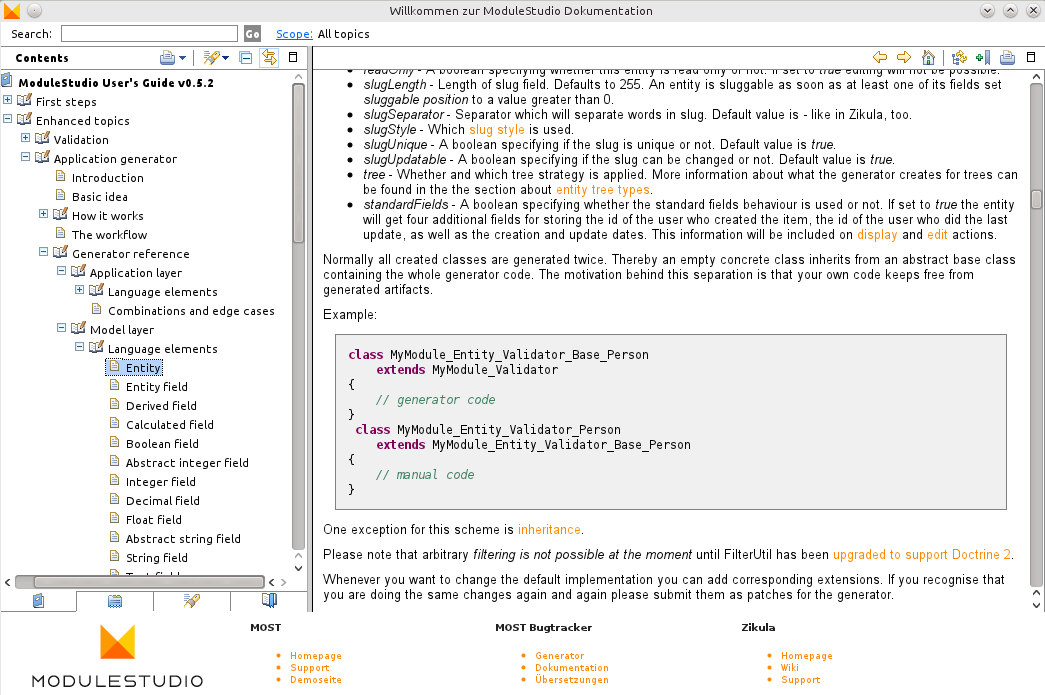 Willkommen zur ModuleStudio Dokumentation
Search:
Go
Scope: All topics
Contents
ModuleStudio User's Guide v0.5.2
First steps
Enhanced topics
Validation
Application generator
Introduction
Basic idea
How it works
The workflow
Generator reference
Application layer
Language elements
Combinations and edge cases
Model layer
Language elements
Entity
Entity field
Derived field
Calculated field
Boolean field
Abstract integer field
Integer field
Decimal field
Float field
Abstract string field
String field
readOnly - A boolean specifying whether this entity is read only or not. If set to true editing will not be possible.
slugLength - Length of slug field. Defaults to 255. An entity is sluggable as soon as at least one of its fields set
sluggable position to a value greater than 0.
slugSeparator - Separator which will separate words in slug. Default value is - like in Zikula, too.
slugStyle - Which slug style is used.
slugUnique - A boolean specifying if the slug is unique or not. Default value is true.
slugUpdatable - A boolean specifying if the slug can be changed or not. Default value is true.
tree - Whether and which tree strategy is applied. More information about what the generator creates for trees can
be found in the the section about entity tree types.
standardFields - A boolean specifying whether the standard fields behaviour is used or not. If set to true the entity
will get four additional fields for storing the id of the user who created the item, the id of the user who did the last
update, as well as the creation and update dates. This information will be included on display and edit actions.
Normally all created classes are generated twice. Thereby an empty concrete class inherits from an abstract base class
containing the whole generator code. The motivation behind this separation is that your own code keeps free from
generated artifacts.
Example:
class MyModule_Entity_Validator_Base_Person
extends MyModule_Validator
{
// generator code
}
class MyModule_Entity_Validator_Person
extends MyModule_Entity_Validator_Base_Person
{
// manual code
}
One exception for this scheme is inheritance.
Please note that arbitrary filtering is not possible at the moment until FilterUtil has been upgraded to support Doctrine 2.
Whenever you want to change the default implementation you can add corresponding extensions. If you recognise that
you are doing the same changes again and again please submit them as patches for the generator.
MODULESTUDIO
MOST
Homepage
Support
Demoseite
MOST Bugtracker
Generator
Dokumentation
Übersetzungen
Zikula
Homepage
Wiki
Support